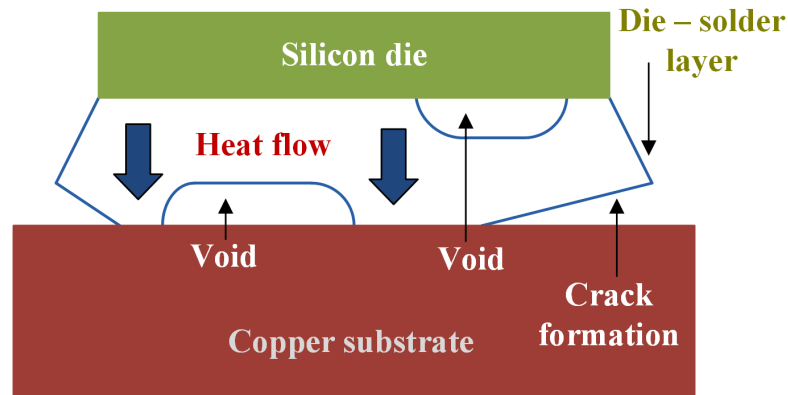 Silicon die
Die – solder
layer
Heat flow
Void
Void
Crack
formation
Copper substrate